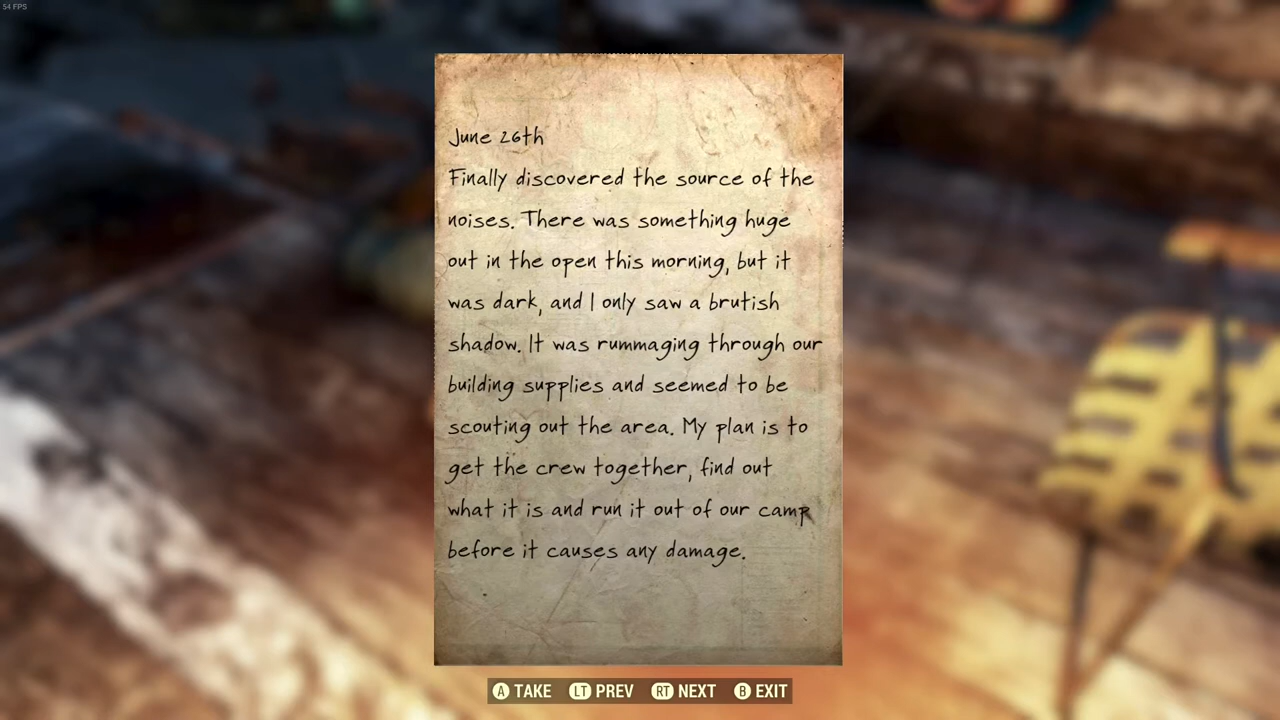 54 FPS
June 26th
Finally discovered the source of the
noises. There was something huge
out in the open this morning, but it
was dark, and I only saw a brutish
shadow. It was rummaging through our
building supplies and seemed to be
scouting out the area. My plan is to
get the crew together, find out
what it is and run it out of our camp
before it causes any damage.
A TAKE LT PREV RT NEXT B EXIT